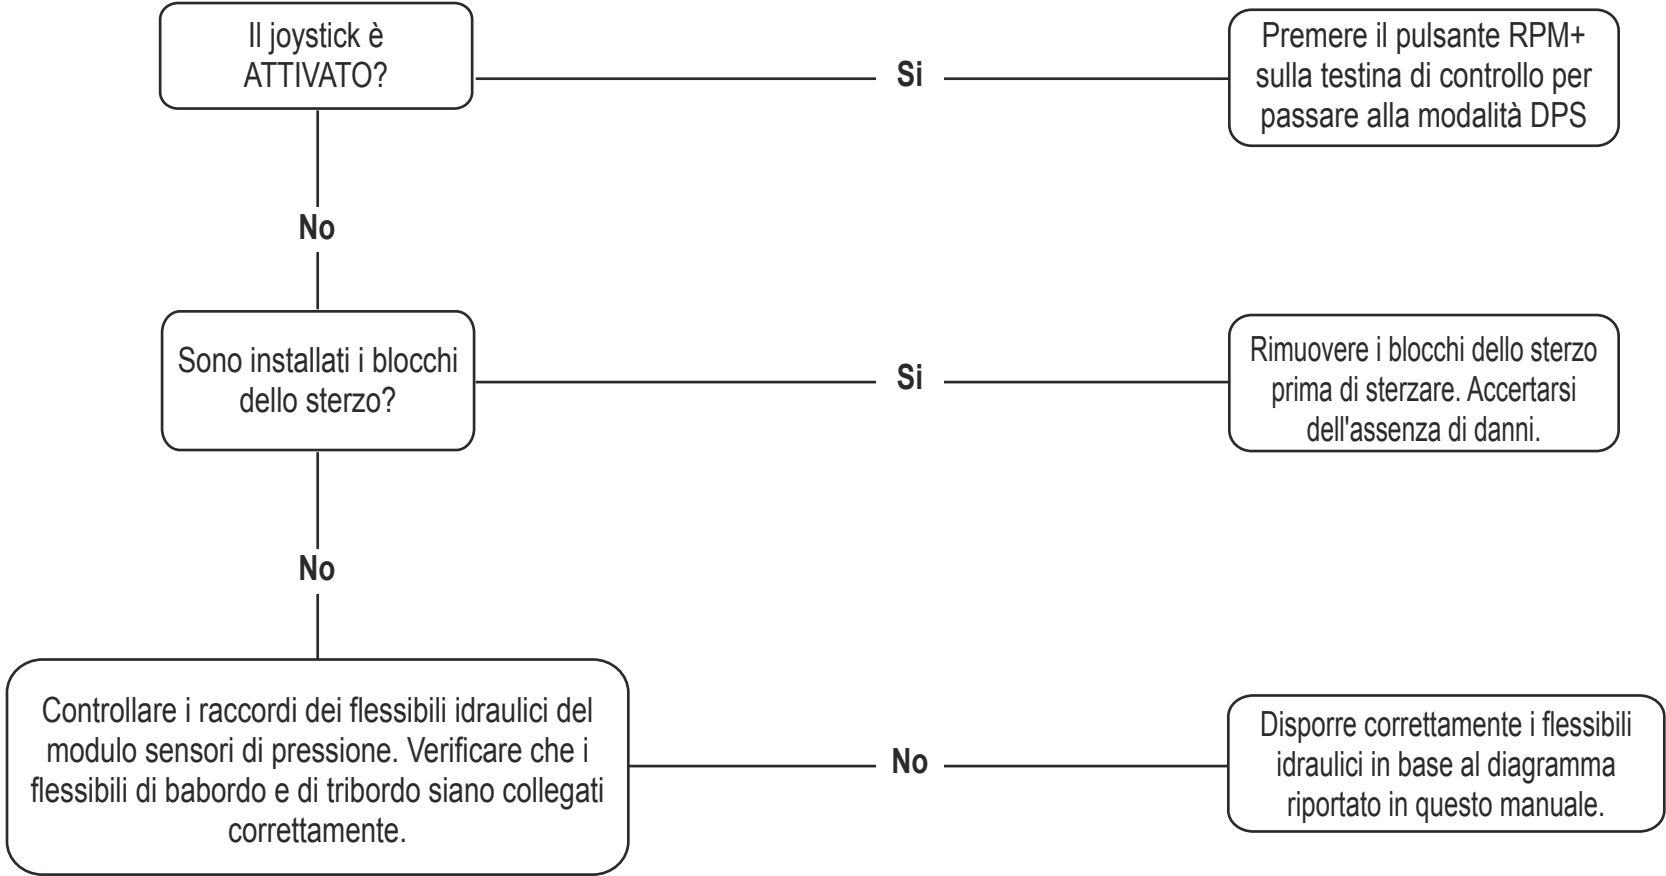 Il joystick è
ATTIVATO?
Si
Premere il pulsante RPM+
sulla testina di controllo per
passare alla modalità DPS
No
Sono installati i blocchi
dello sterzo?
Si
Rimuovere i blocchi dello sterzo
prima di sterzare. Accertarsi
dell'assenza di danni.
No
Controllare i raccordi dei flessibili idraulici del
modulo sensori di pressione. Verificare che i
flessibili di babordo e di tribordo siano collegati
correttamente.
No
Disporre correttamente i flessibili
idraulici in base al diagramma
riportato in questo manuale.